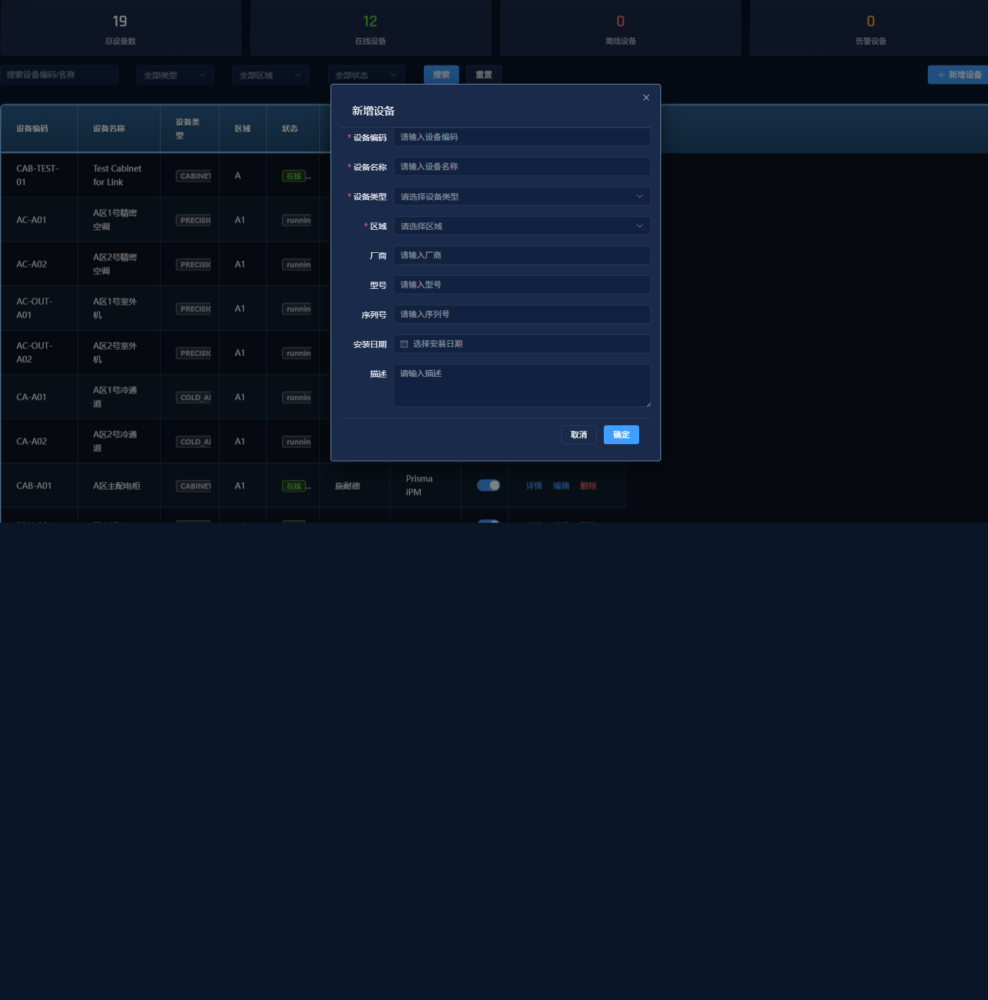 19
总设备数
12
在线设备
0
离线设备
0
告警设备
搜索设备编码/名称
全部类型
全部区域
全部状态
搜索
重置
新增设备
设备编码
设备名称
设备类
型
区域
状态
CAB-TEST-
01
Test Cabinet
for Link
CABINET
A
在线...
AC-A01
A区1号精密
空调
PRECISIC
A1
runnin
AC-A02
A区2号精密
空调
PRECISIC
A1
runnin
AC-OUT-
A01
A区1号室外
机
PRECISIC
A1
runnin
AC-OUT-
A02
A区2号室外
机
PRECISIC
A1
runnin
CA-A01
A区1号冷通
道
COLD_AI
A1
runnin
CA-A02
A区2号冷通
道
COLD_AI
A1
runnin
CAB-A01
A区主配电柜
CABINET
A1
在线...
施耐德
Prisma
iPM
详情
编辑
删除
新增设备
* 设备编码
请输入设备编码
* 设备名称
请输入设备名称
* 设备类型
请选择设备类型
* 区域
请选择区域
厂商
请输入厂商
型号
请输入型号
序列号
请输入序列号
安装日期
选择安装日期
描述
请输入描述
取消
确定